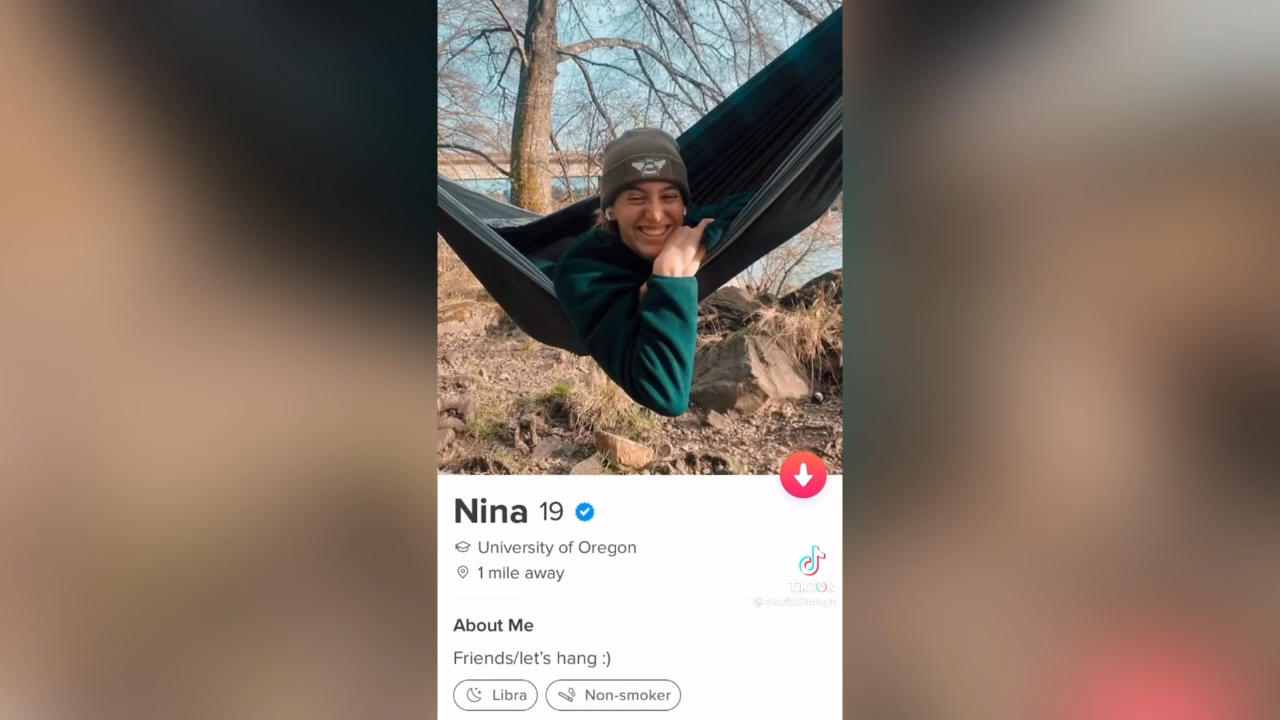 Nina 19
University of Oregon
1 mile away
TikTok
About Me
Friends/let's hang :)
Libra
Non-smoker